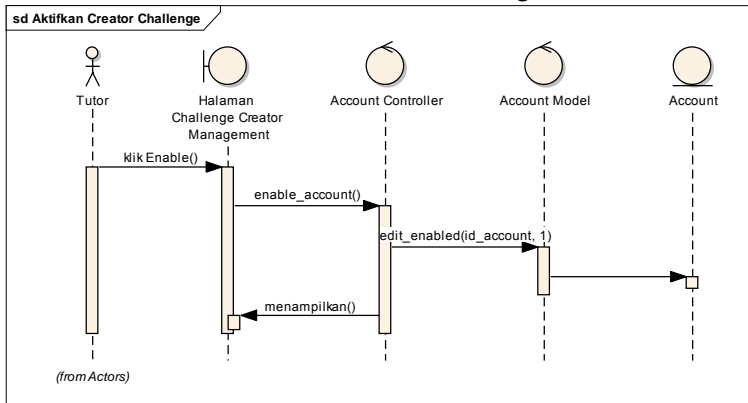 sd Aktifkan Creator Challenge
Tutor
Halaman
Challenge Creator
Management
Account Controller
Account Model
Account
klik Enable()
enable_account()
edit_enabled(id_account, 1)
menampilkan()
(from Actors)